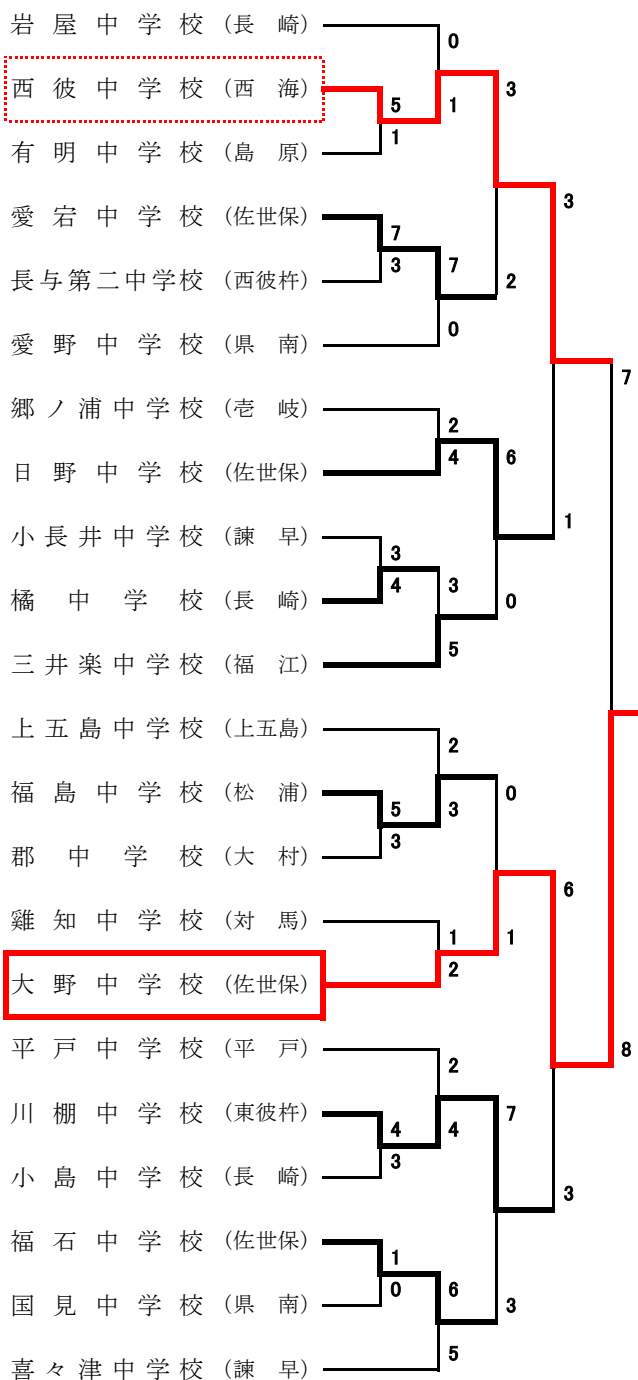 岩屋中学校（長 崎）
0
西彼中学校（西 海）
3
5
1
1
有明中学校（島 原）
3
愛宕中学校（佐世保）
7
長与第二中学校（西彼杵）
3
7
2
0
愛野中学校（県 南）
7
郷ノ浦中学校（壱 岐）
2
日野中学校（佐世保）
4
6
1
小長井中学校（諫 早）
3
橘中学校（長 崎）
4
3
0
5
三井楽中学校（福 江）
上五島中学校（上五島）
2
福島中学校（松 浦）
0
5
3
3
郡中学校（大 村）
6
雞知中学校（対 馬）
1
1
大野中学校（佐世保）
2
平戸中学校（平 戸）
8
2
川棚中学校（東彼杵）
7
4
4
3
小島中学校（長 崎）
3
福石中学校（佐世保）
1
国見中学校（県 南）
0
6
3
5
喜々津中学校（諫 早）